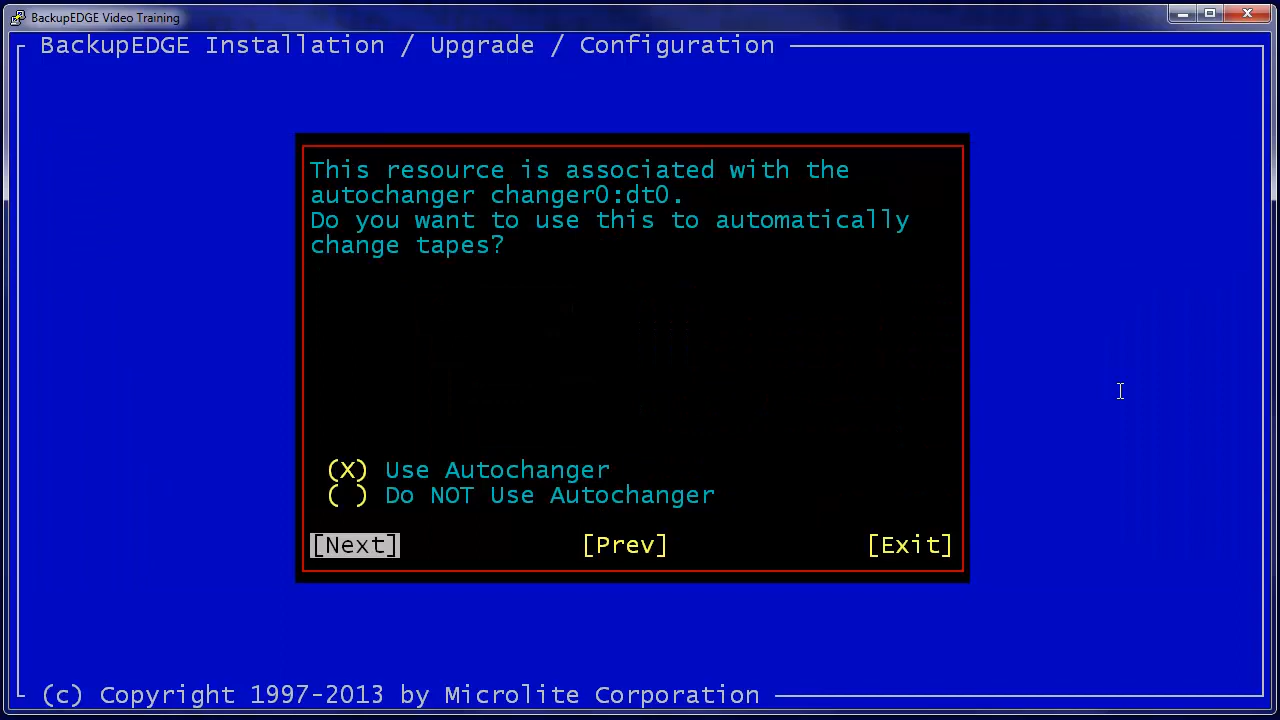 BackupEDGE Video Training
BackupEDGE Installation / Upgrade / Configuration
This resource is associated with the
autochanger changer0:dt0.
Do you want to use this to automatically
change tapes?
(X) Use Autochanger
( ) Do NOT Use Autochanger
[Next] [Prev] [Exit]
(c) Copyright 1997-2013 by Microlite Corporation